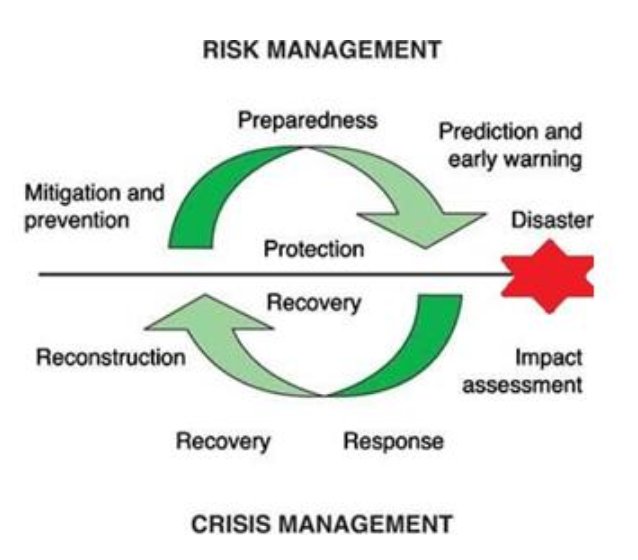 RISK MANAGEMENT
Preparedness
Prediction and
early warning
Mitigation and
prevention
Disaster
Protection
Recovery
Reconstruction
Impact
assessment
Recovery
Response
CRISIS MANAGEMENT